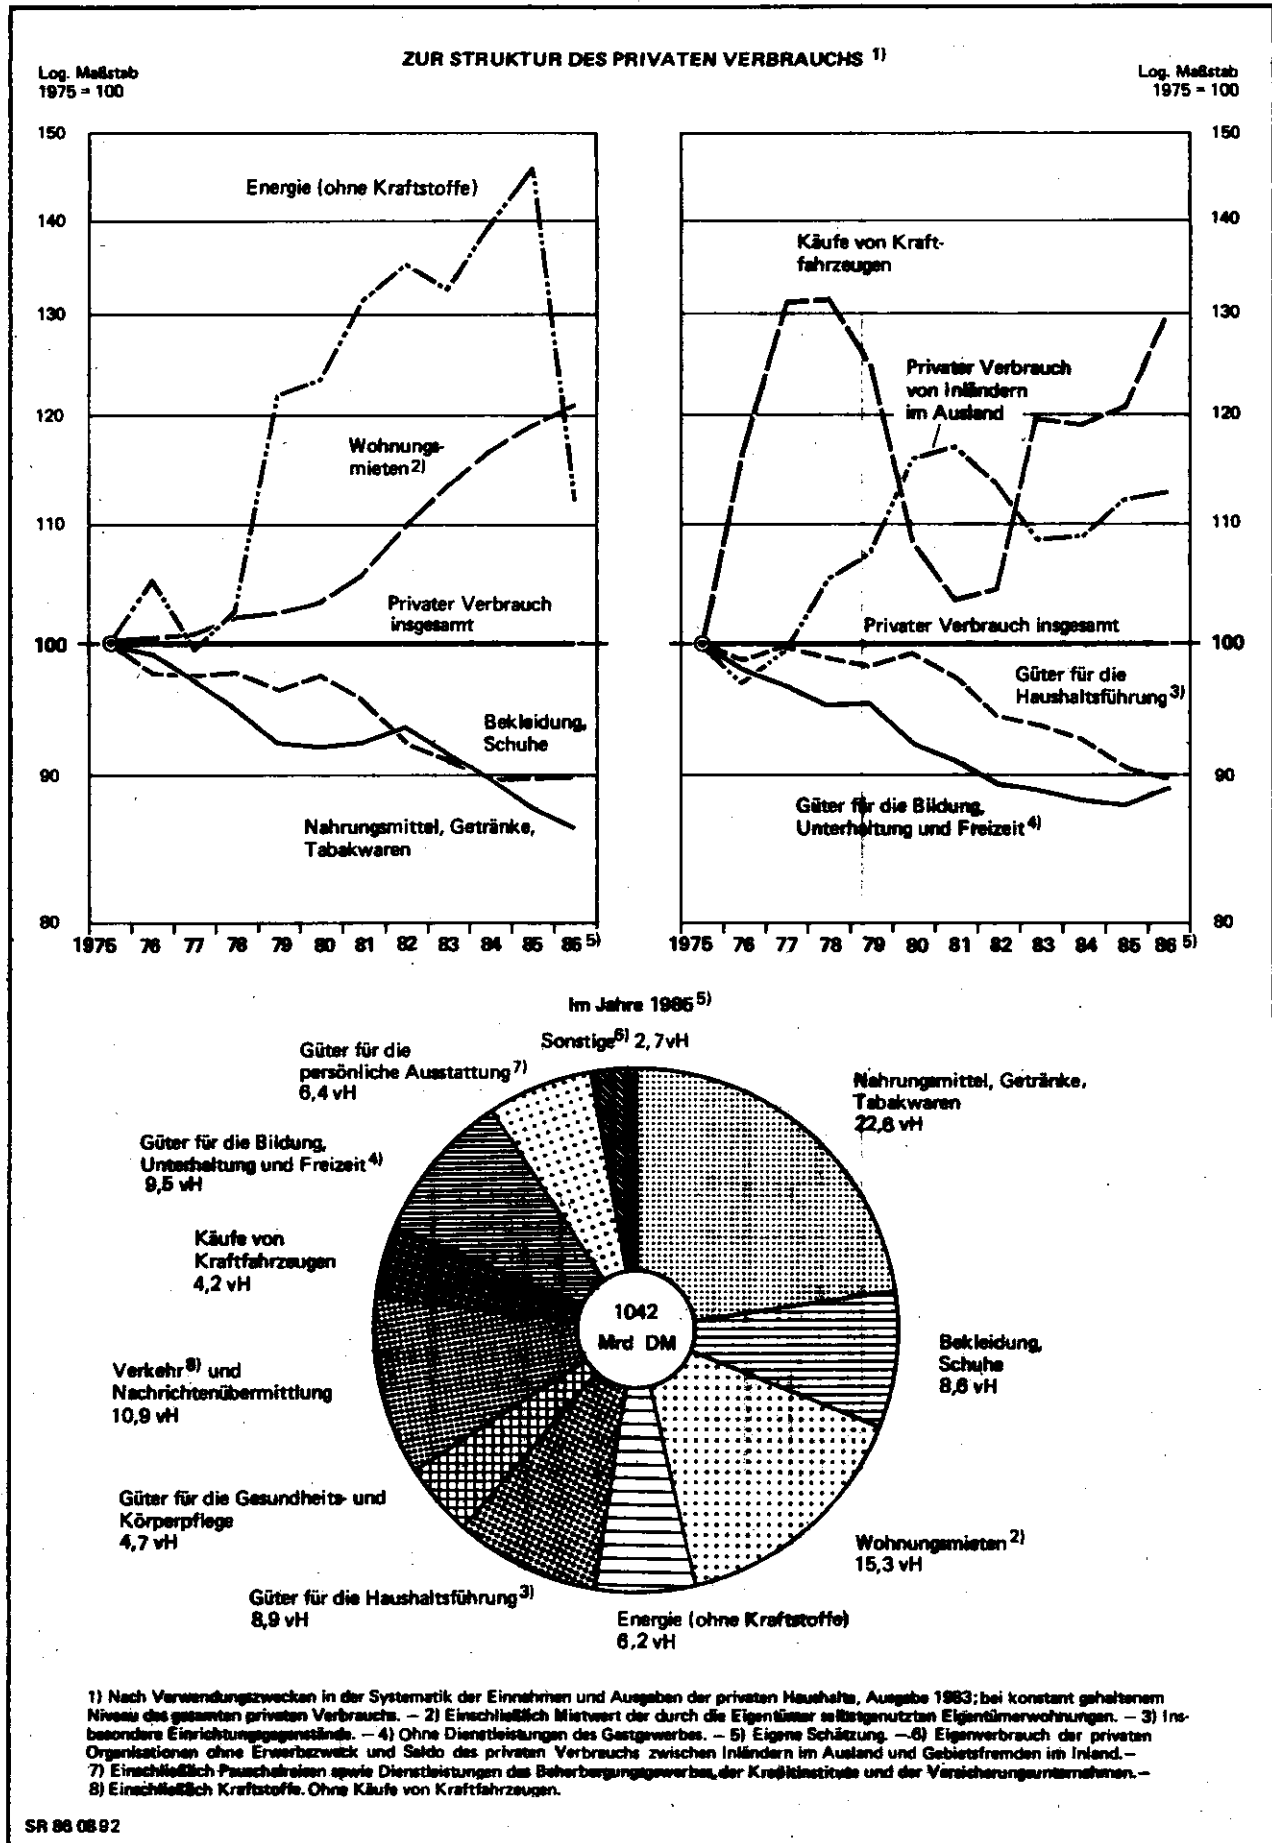 ZUR STRUKTUR DES PRIVATEN VERBRAUCHS 1)
Log. Maßstab
1975 = 100
Log. Maßstab
1975 = 100
150
140
130
120
110
100
90
80
Energie (ohne Kraftstoffe)
Wohnungs-
mieten 2)
Privater Verbrauch
insgesamt
Bekleidung,
Schuhe
Nahrungsmittel, Getränke,
Tabakwaren
1975 76 77 78 79 80 81 82 83 84 85 86 5)
Käufe von Kraft-
fahrzeugen
Privater Verbrauch
von Inländern
im Ausland
Privater Verbrauch insgesamt
Güter für die
Haushaltsführung 3)
Güter für die Bildung,
Unterhaltung und Freizeit 4)
150
140
130
120
110
100
90
80
1975 76 77 78 79 80 81 82 83 84 85 86 5)
Im Jahre 1986 5)
Sonstige 6) 2,7 vH
Güter für die
persönliche Ausstattung 7)
6,4 vH
Nahrungsmittel, Getränke,
Tabakwaren
22,6 vH
Güter für die Bildung,
Unterhaltung und Freizeit 4)
9,5 vH
Käufe von
Kraftfahrzeugen
4,2 vH
1042
Mrd DM
Bekleidung,
Schuhe
8,6 vH
Verkehr 8) und
Nachrichtenübermittlung
10,9 vH
Güter für die Gesundheits- und
Körperpflege
4,7 vH
Wohnungsmieten 2)
15,3 vH
Güter für die Haushaltsführung 3)
8,9 vH
Energie (ohne Kraftstoffe)
6,2 vH
1) Nach Verwendungszwecken in der Systematik der Einnahmen und Ausgaben der privaten Haushalte, Ausgabe 1983; bei konstant gehaltenem
Niveau des gesamten privaten Verbrauchs. — 2) Einschließlich Mietwert der durch die Eigentümer selbstgenutzten Eigentümerwohnungen. — 3) Ins-
besondere Einrichtungsgegenstände. — 4) Ohne Dienstleistungen des Gastgewerbes. — 5) Eigene Schätzung. — 6) Eigenverbrauch der privaten
Organisationen ohne Erwerbszweck und Saldo des privaten Verbrauchs zwischen Inländern im Ausland und Gebietsfremden im Inland. —
7) Einschließlich Pauschalreisen sowie Dienstleistungen des Beherbergungsgewerbes, der Kreditinstitute und der Versicherungsunternehmen. —
8) Einschließlich Kraftstoffe. Ohne Käufe von Kraftfahrzeugen.
SR 86 0892